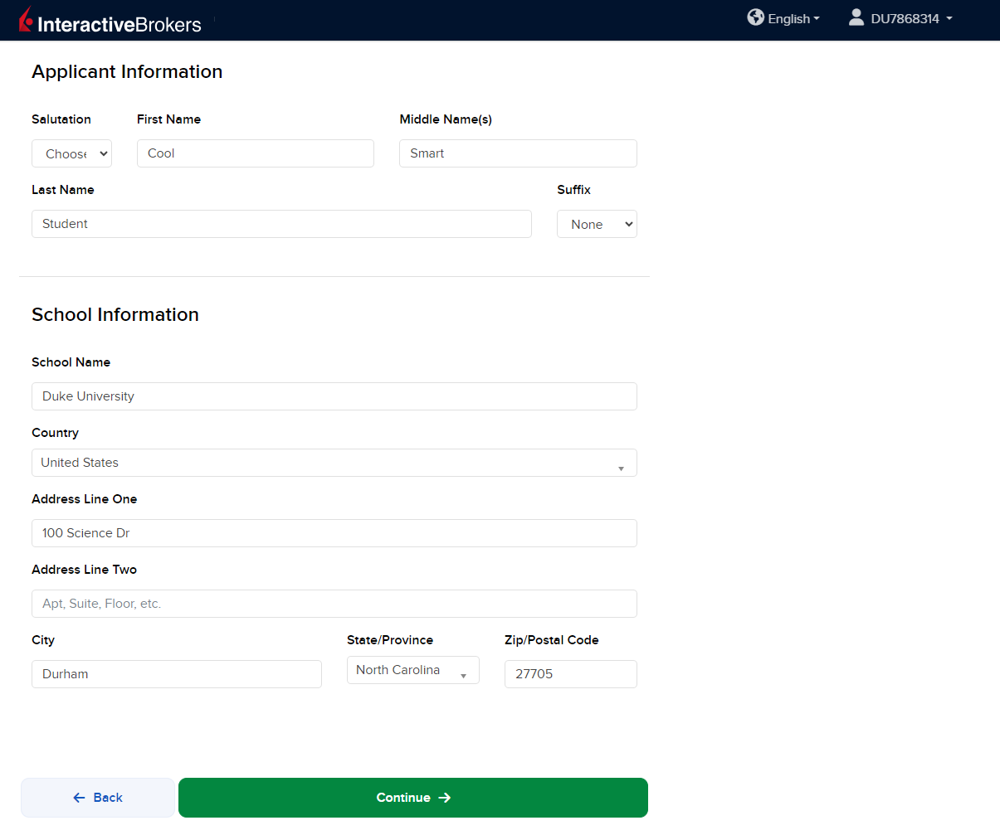 InteractiveBrokers English DU7868314
Applicant Information
Salutation First Name Middle Name(s)
Choose Cool Smart
Last Name Suffix
Student None
School Information
School Name
Duke University
Country
United States
Address Line One
100 Science Dr
Address Line Two
Apt, Suite, Floor, etc.
City State/Province Zip/Postal Code
Durham North Carolina 27705
Back Continue